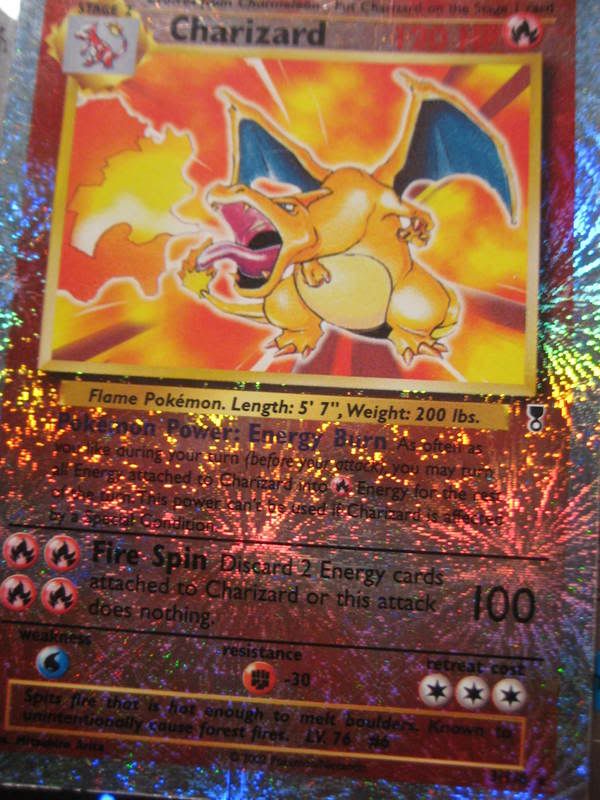 STAGE 2
Charizard
Flame Pokémon. Length: 5' 7", Weight: 200 lbs.
Pokémon Power: Energy Burn As often as
you like during your turn (before your attack), you may turn
all Energy attached to Charizard into Energy for the rest
of the turn. This power can't be used if Charizard is affected
by a Special Condition.
Fire Spin Discard 2 Energy cards
attached to Charizard or this attack
does nothing.
100
weakness
resistance
retreat cost
-30
Spits fire that is hot enough to melt boulders. Known to
unintentionally cause forest fires. LV. 76 #6
Mitsuhiro Arita